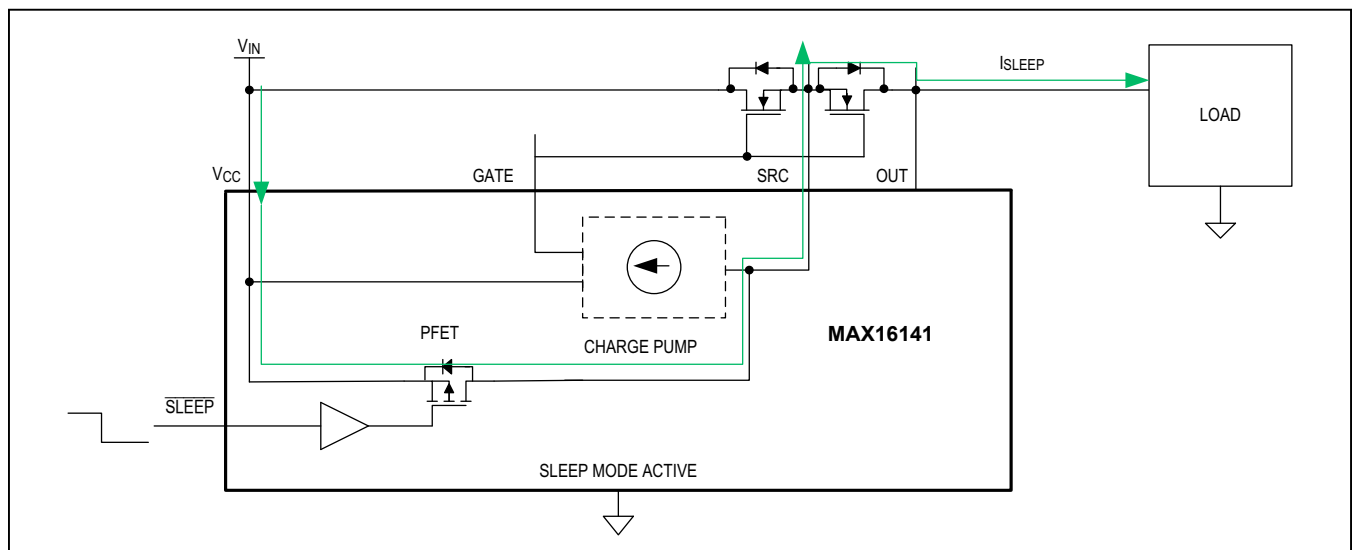 VIN
ISLEEP
LOAD
VCC
GATE
SRC
OUT
MAX16141
PFET
CHARGE PUMP
SLEEP
SLEEP MODE ACTIVE